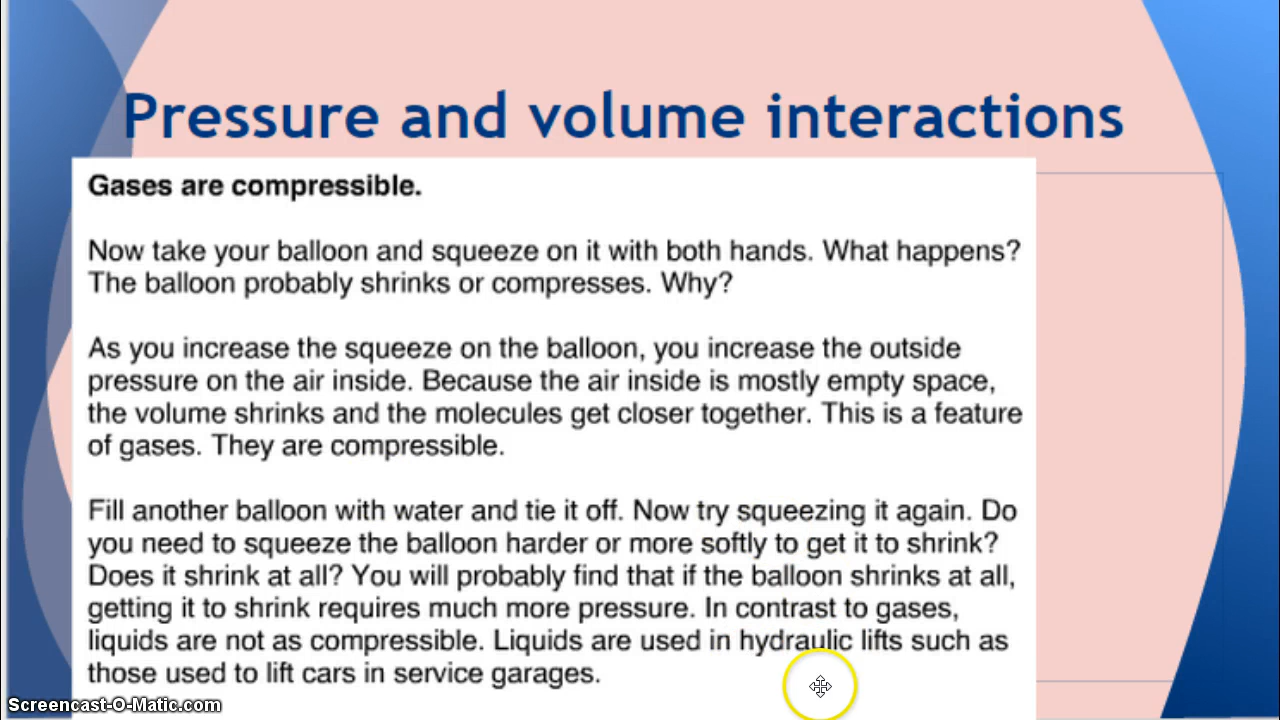 Pressure and volume interactions
Gases are compressible.
Now take your balloon and squeeze on it with both hands. What happens?
The balloon probably shrinks or compresses. Why?
As you increase the squeeze on the balloon, you increase the outside
pressure on the air inside. Because the air inside is mostly empty space,
the volume shrinks and the molecules get closer together. This is a feature
of gases. They are compressible.
Fill another balloon with water and tie it off. Now try squeezing it again. Do
you need to squeeze the balloon harder or more softly to get it to shrink?
Does it shrink at all? You will probably find that if the balloon shrinks at all,
getting it to shrink requires much more pressure. In contrast to gases,
liquids are not as compressible. Liquids are used in hydraulic lifts such as
those used to lift cars in service garages.
Screencast-O-Matic.com